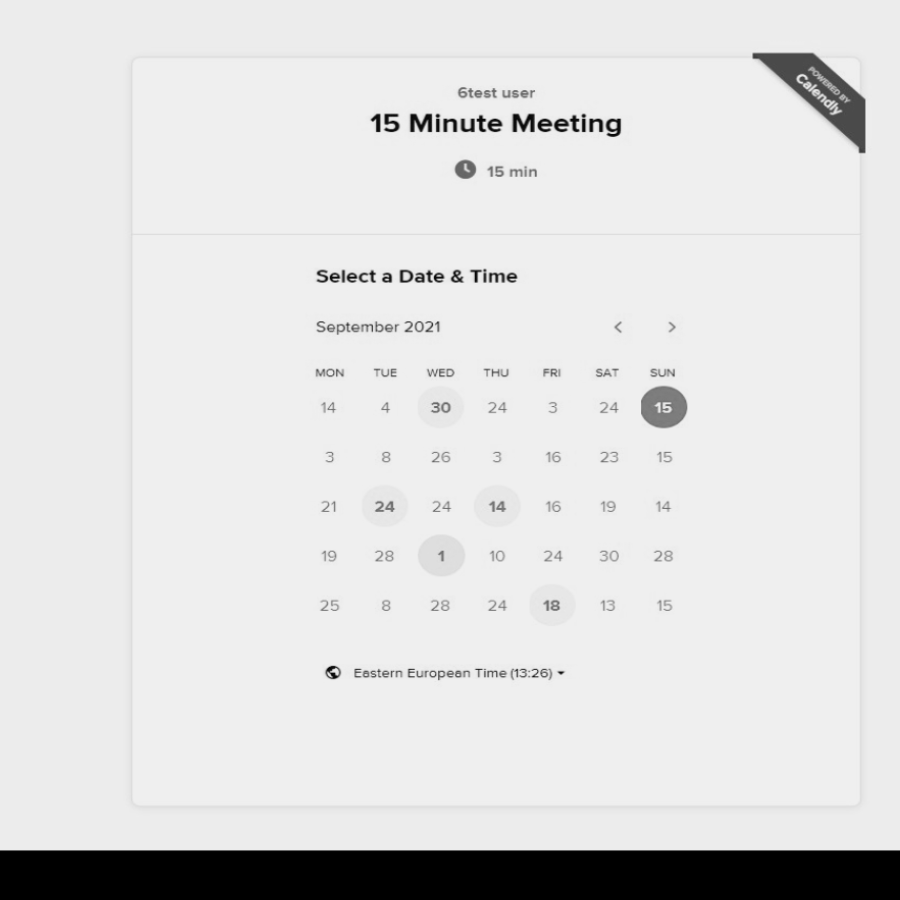 POWERED BY
Calendly
6test user
15 Minute Meeting
15 min
Select a Date & Time
September 2021
MON TUE WED THU FRI SAT SUN
14 4 30 24 3 24 15
3 8 26 3 16 23 15
21 24 24 14 16 19 14
19 28 1 10 24 30 28
25 8 28 24 18 13 15
Eastern European Time (13:26)